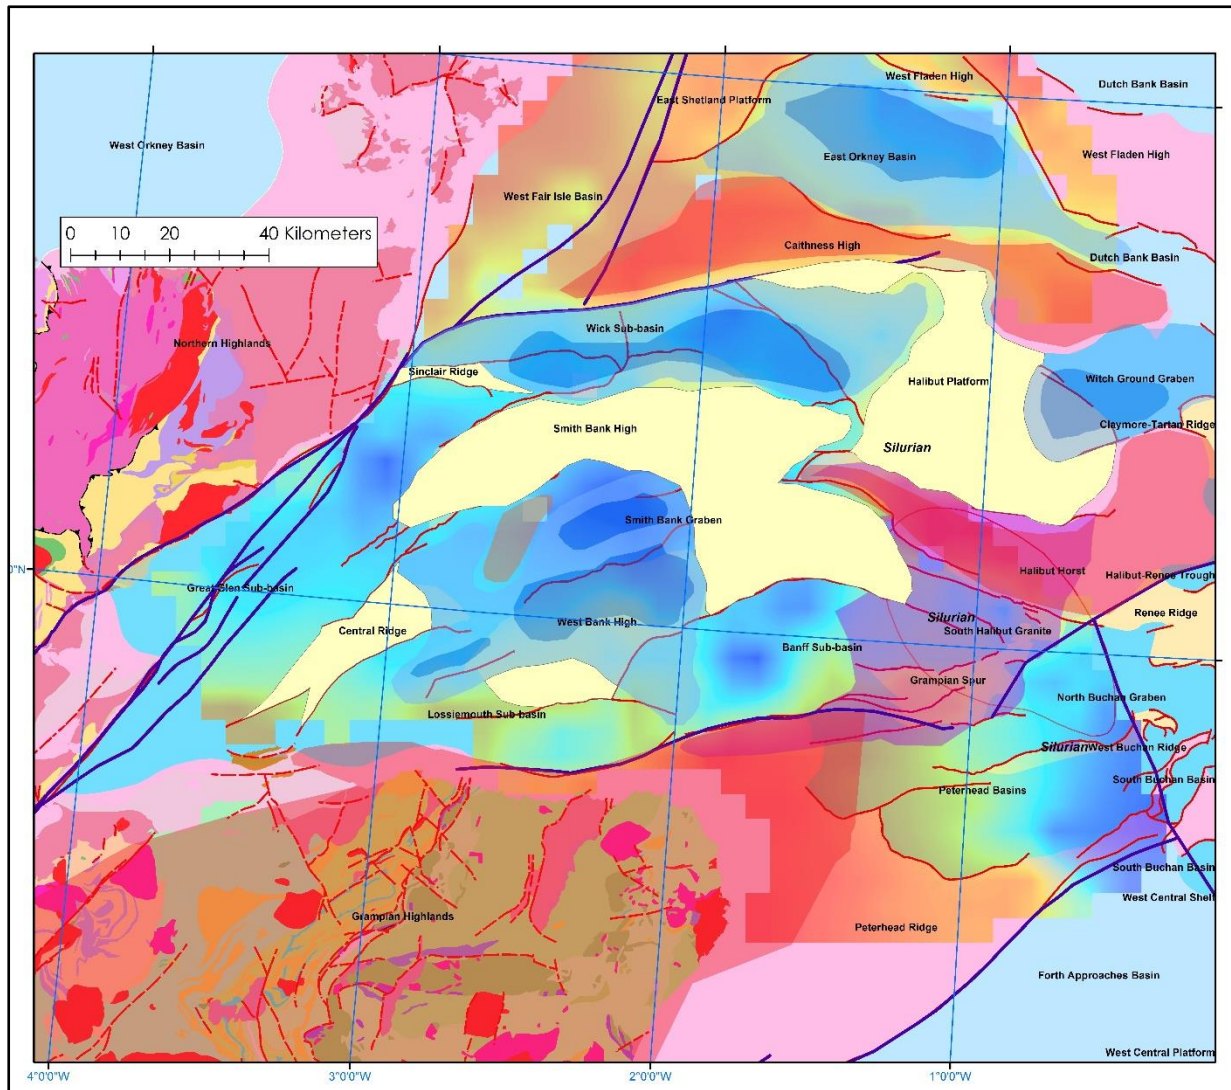 West Fladen High
Dutch Bank Basin
East Shetland Platform
West Orkney Basin
East Orkney Basin
West Fladen High
West Fair Isle Basin
0 10 20 40 Kilometers
Caithness High
Dutch Bank Basin
Wick Sub-basin
Northern Highlands
Sinclair Ridge
Halibut Platform
Witch Ground Graben
Smith Bank High
Claymore-Tartan Ridge
Silurian
Smith Bank Graben
0"N
Halibut Horst
Halibut-Renee Trough
Great Glen Sub-basin
Renee Ridge
Silurian
West Bank High
Central Ridge
South Halibut Granite
Banff Sub-basin
Grampian Spur
North Buchan Graben
Lossiemouth Sub-basin
Silurian
West Buchan Ridge
South Buchan Basin
Peterhead Basins
South Buchan Basin
West Central Shelf
Grampian Highlands
Peterhead Ridge
Forth Approaches Basin
West Central Platform
4°0'0"W 3°0'0"W 2°0'0"W 1°0'0"W